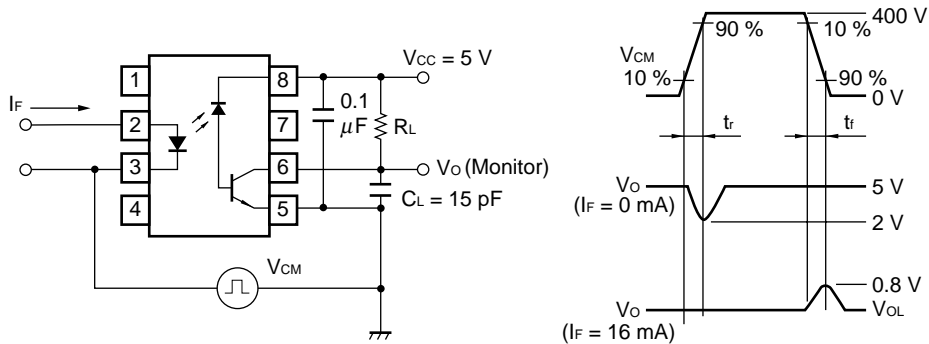 1
2
3
4
8
7
6
5
IF
VCC = 5 V
0.1
μF
RL
VO (Monitor)
CL = 15 pF
VCM
VCM
10 %
90 %
10 %
90 %
400 V
0 V
tr
tf
VO
(IF = 0 mA)
5 V
2 V
VO
(IF = 16 mA)
0.8 V
VOL